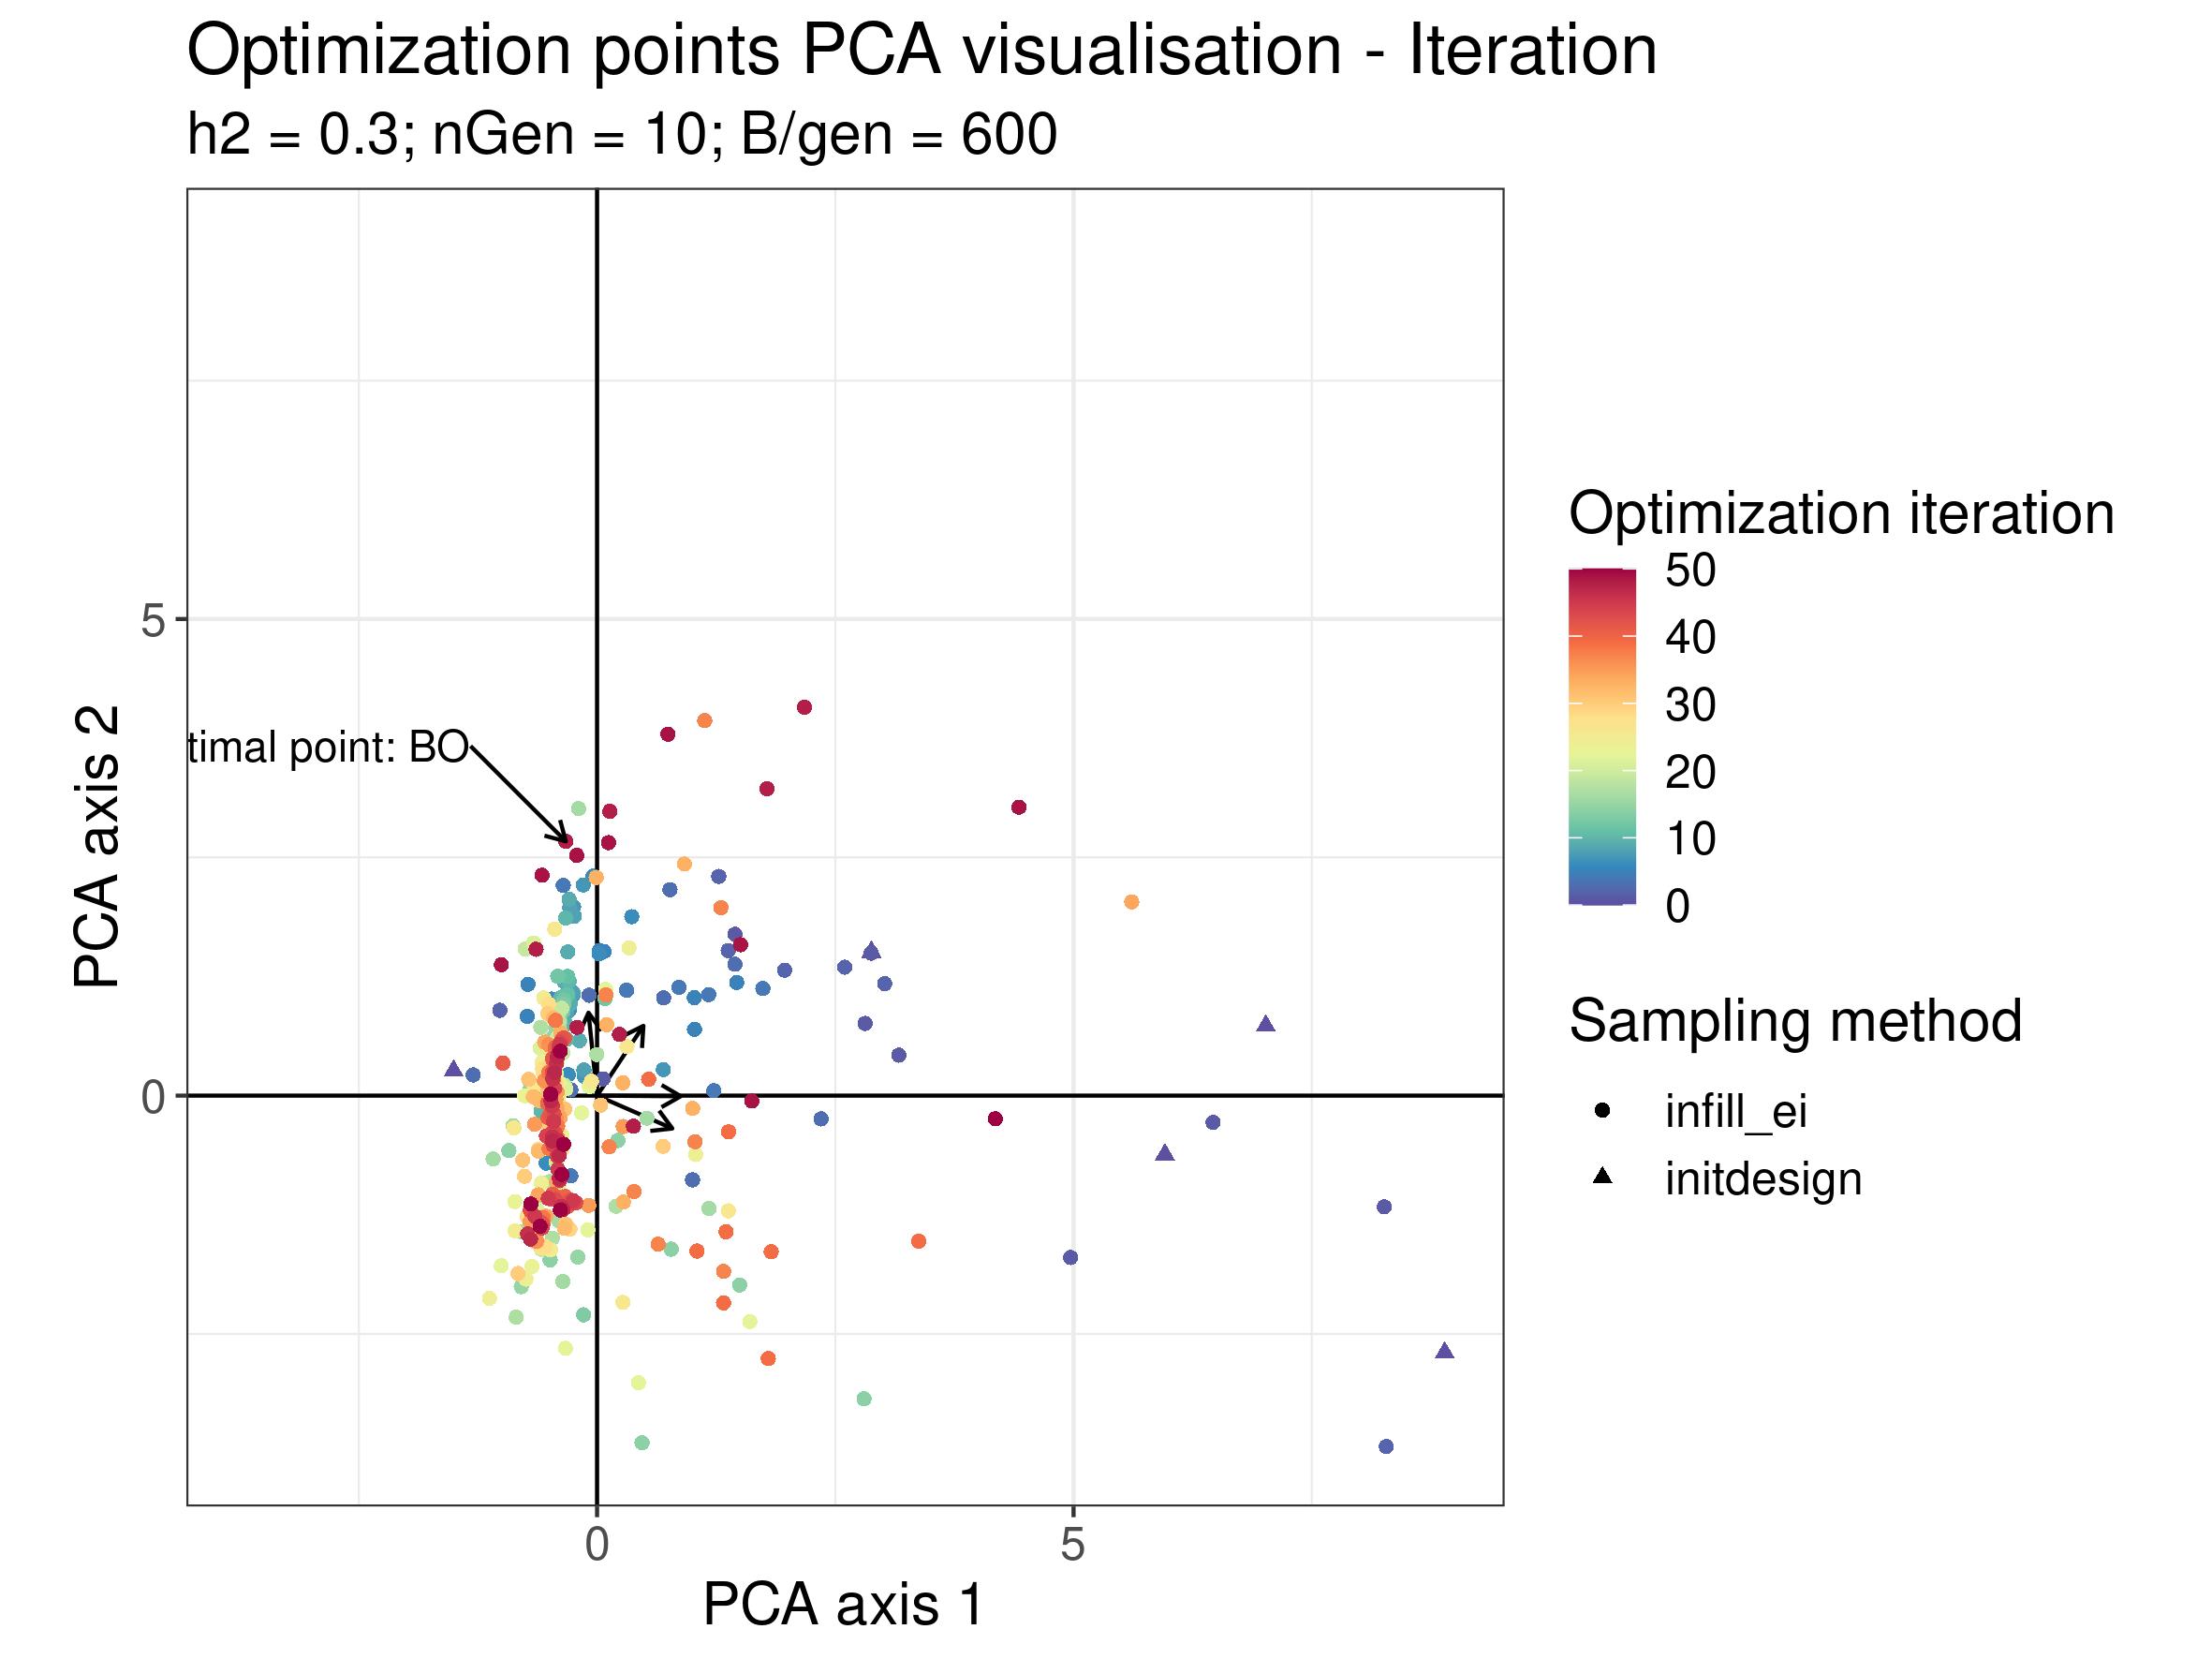 Optimization points PCA visualisation - Iteration
h2 = 0.3; nGen = 10; B/gen = 600
timal point: BO
PCA axis 2
5
0
0
5
PCA axis 1
Optimization iteration
50
40
30
20
10
0
Sampling method
infill_ei
initdesign